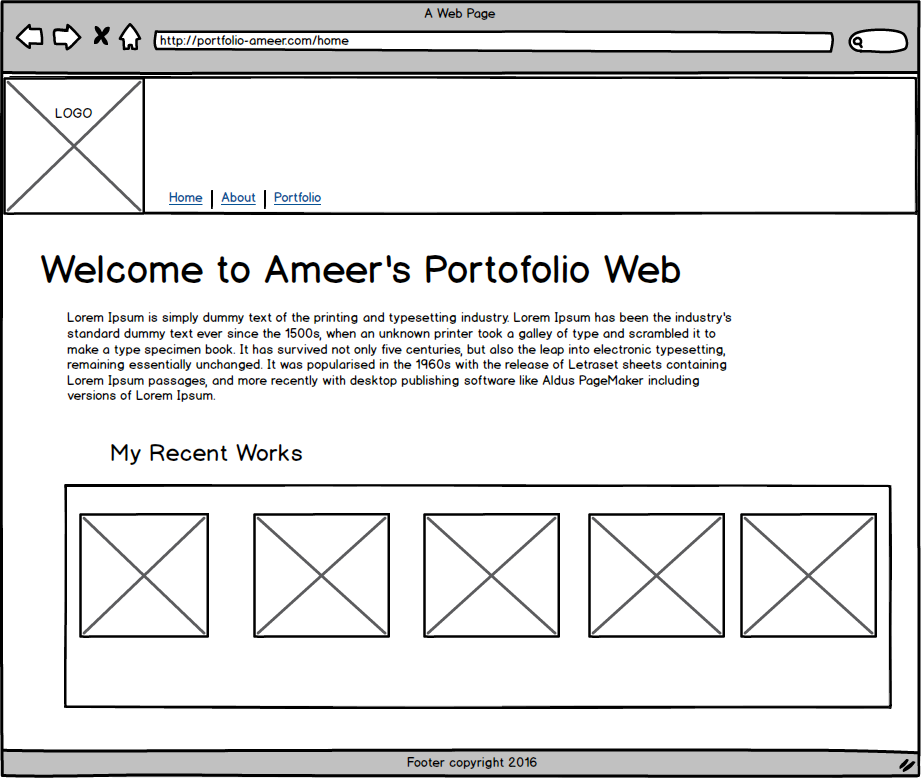 A Web Page
http://portfolio-ameer.com/home
LOGO
Home | About | Portfolio
Welcome to Ameer's Portofolio Web
Lorem Ipsum is simply dummy text of the printing and typesetting industry. Lorem Ipsum has been the industry's
standard dummy text ever since the 1500s, when an unknown printer took a galley of type and scrambled it to
make a type specimen book. It has survived not only five centuries, but also the leap into electronic typesetting,
remaining essentially unchanged. It was popularised in the 1960s with the release of Letraset sheets containing
Lorem Ipsum passages, and more recently with desktop publishing software like Aldus PageMaker including
versions of Lorem Ipsum.
My Recent Works
Footer copyright 2016